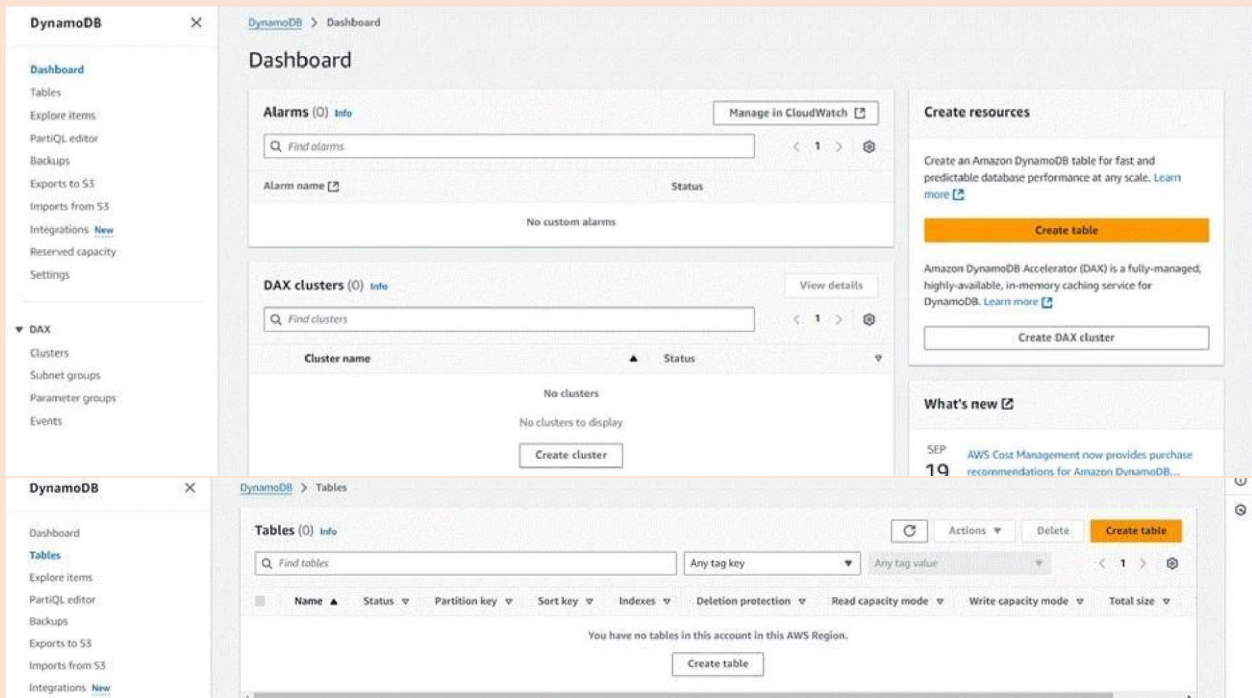 DynamoDB
Dashboard
Tables
Explore items
PartiQL editor
Backups
Exports to S3
Imports from S3
Integrations New
Reserved capacity
Settings
DAX
Clusters
Subnet groups
Parameter groups
Events
DynamoDB > Dashboard
Dashboard
Alarms (0) Info
Manage in CloudWatch
Find alarms
1
Alarm name Status
No custom alarms
DAX clusters (0) Info
View details
Find clusters
1
Cluster name Status
No clusters
No clusters to display
Create cluster
Create resources
Create an Amazon DynamoDB table for fast and
predictable database performance at any scale. Learn
more
Create table
Amazon DynamoDB Accelerator (DAX) is a fully-managed,
highly-available, in-memory caching service for
DynamoDB. Learn more
Create DAX cluster
What's new
SEP
19
AWS Cost Management now provides purchase
recommendations for Amazon DynamoDB...
DynamoDB
Dashboard
Tables
Explore items
PartiQL editor
Backups
Exports to S3
Imports from S3
Integrations New
DynamoDB > Tables
Tables (0) Info
Actions Delete Create table
Find tables Any tag key Any tag value 1
Name Status Partition key Sort key Indexes Deletion protection Read capacity mode Write capacity mode Total size
You have no tables in this account in this AWS Region.
Create table